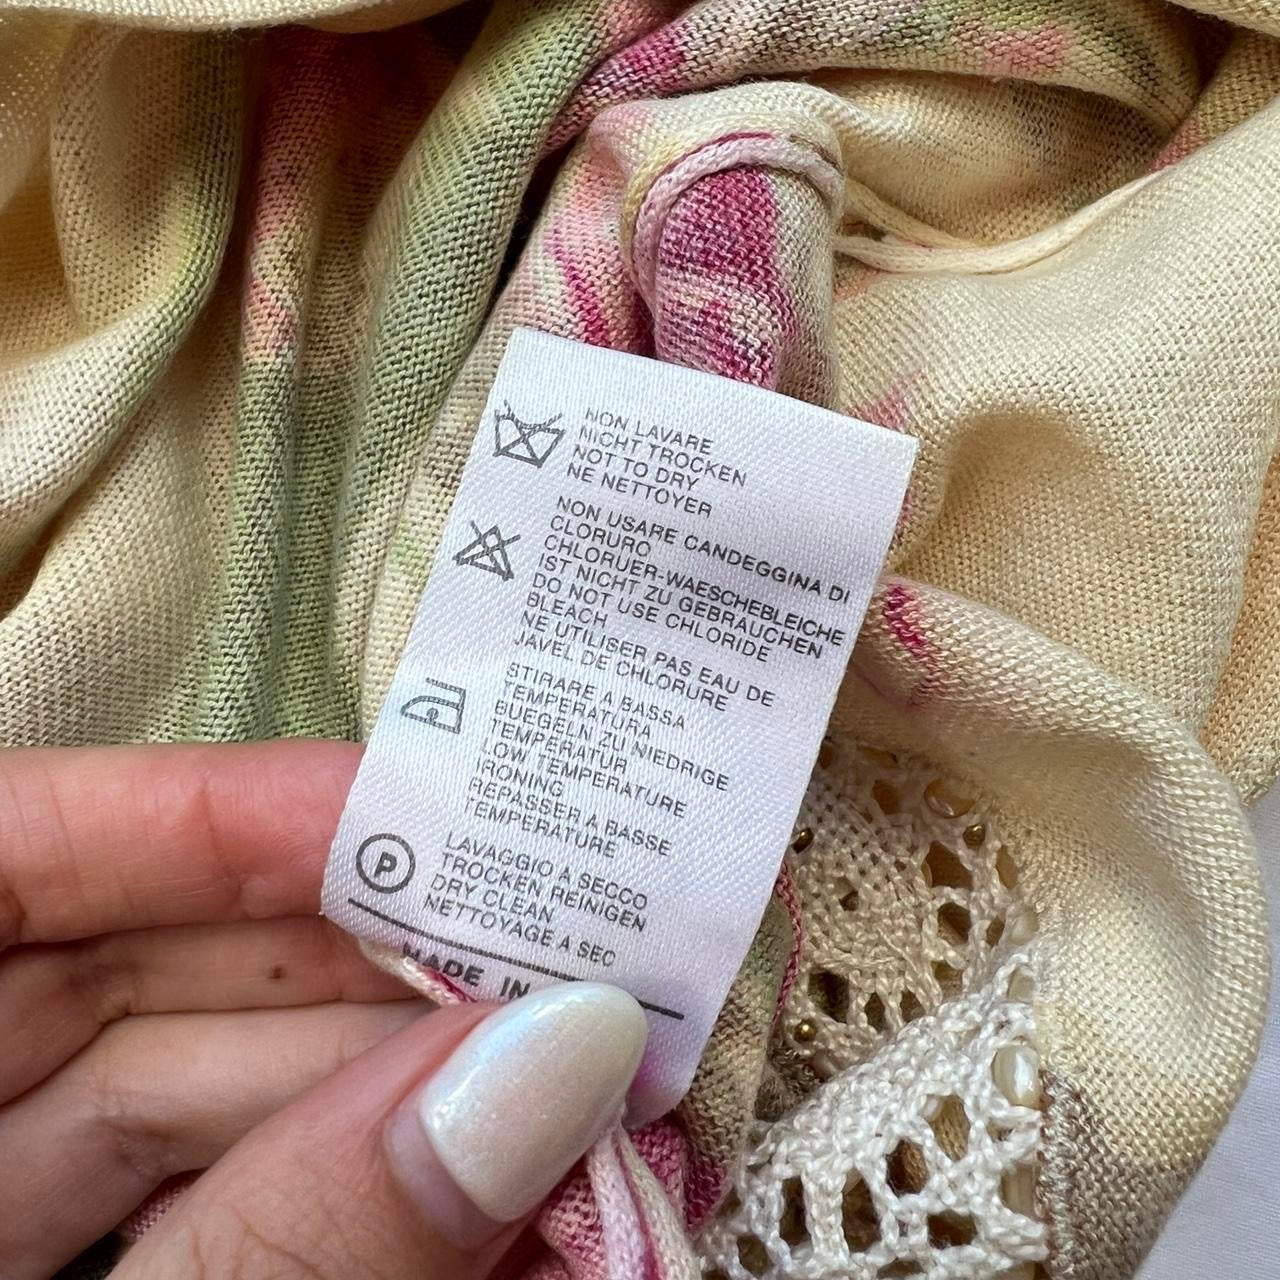 NON LAVARE
NICHT TROCKEN
NOT TO DRY
NE NETTOYER
NON USARE CANDEGGINA DI
CLORURO
CHLORUER-WAESCHEBLEICHE
IST NICHT ZU GEBRAUCHEN
DO NOT USE CHLORIDE
BLEACH
NE UTILISER PAS EAU DE
JAVEL DE CHLORURE
STIRARE A BASSA
TEMPERATURA
BUEGELN ZU NIEDRIGE
TEMPERATUR
LOW TEMPERATURE
IRONING
REPASSER A BASSE
TEMPERATURE
P
LAVAGGIO A SECCO
TROCKEN REINIGEN
DRY CLEAN
NETTOYAGE A SEC
MADE IN